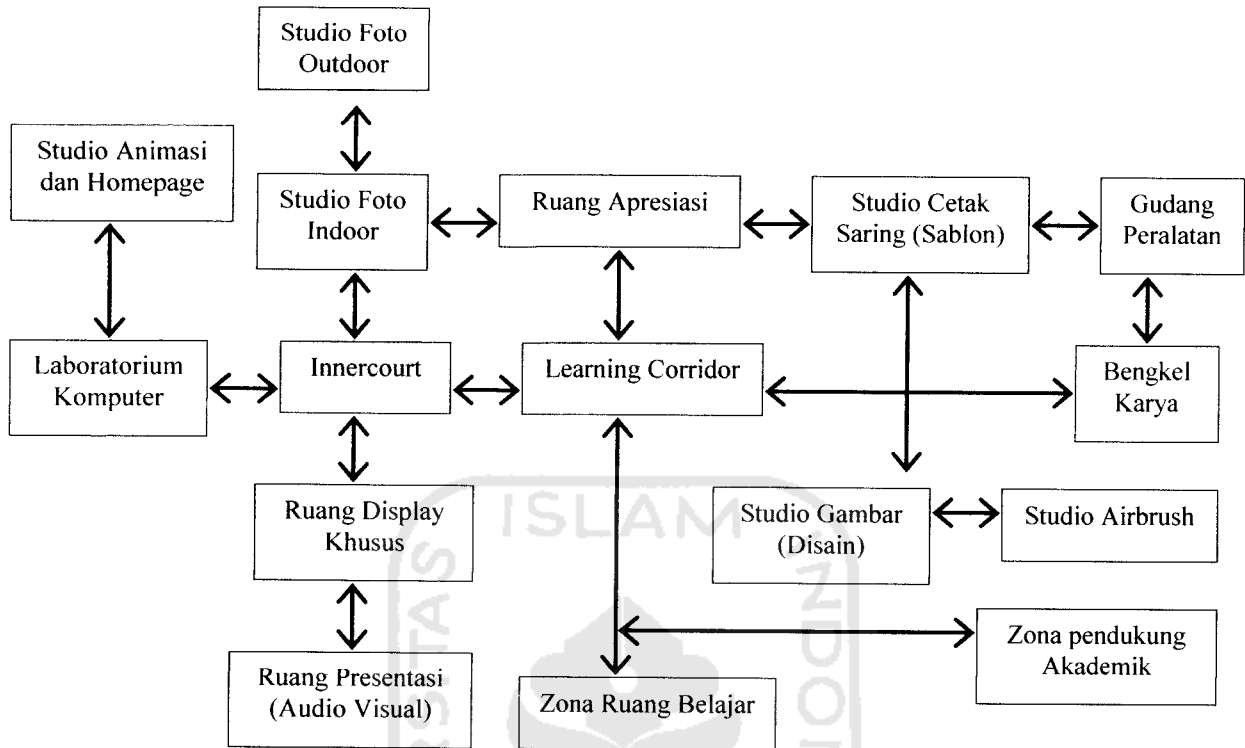 Studio Foto
Outdoor
Studio Animasi
dan Homepage
Studio Foto
Indoor
Ruang Apresiasi
Studio Cetak
Saring (Sablon)
Gudang
Peralatan
Laboratorium
Komputer
Innercourt
Learning Corridor
Bengkel
Karya
Ruang Display
Khusus
Studio Gambar
(Disain)
Studio Airbrush
Ruang Presentasi
(Audio Visual)
Zona Ruang Belajar
Zona pendukung
Akademik
ISLAM